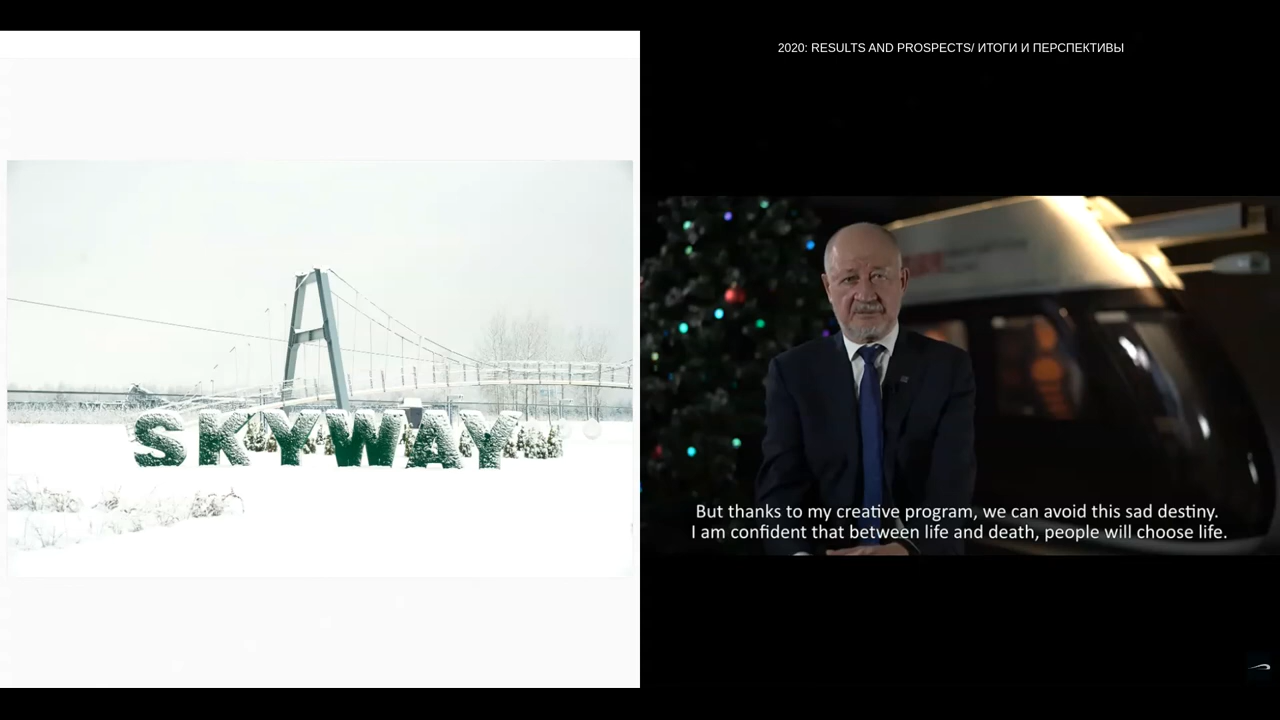 2020: RESULTS AND PROSPECTS/ ИТОГИ И ПЕРСПЕКТИВЫ
SKYWAY
But thanks to my creative program, we can avoid this sad destiny.
I am confident that between life and death, people will choose life.